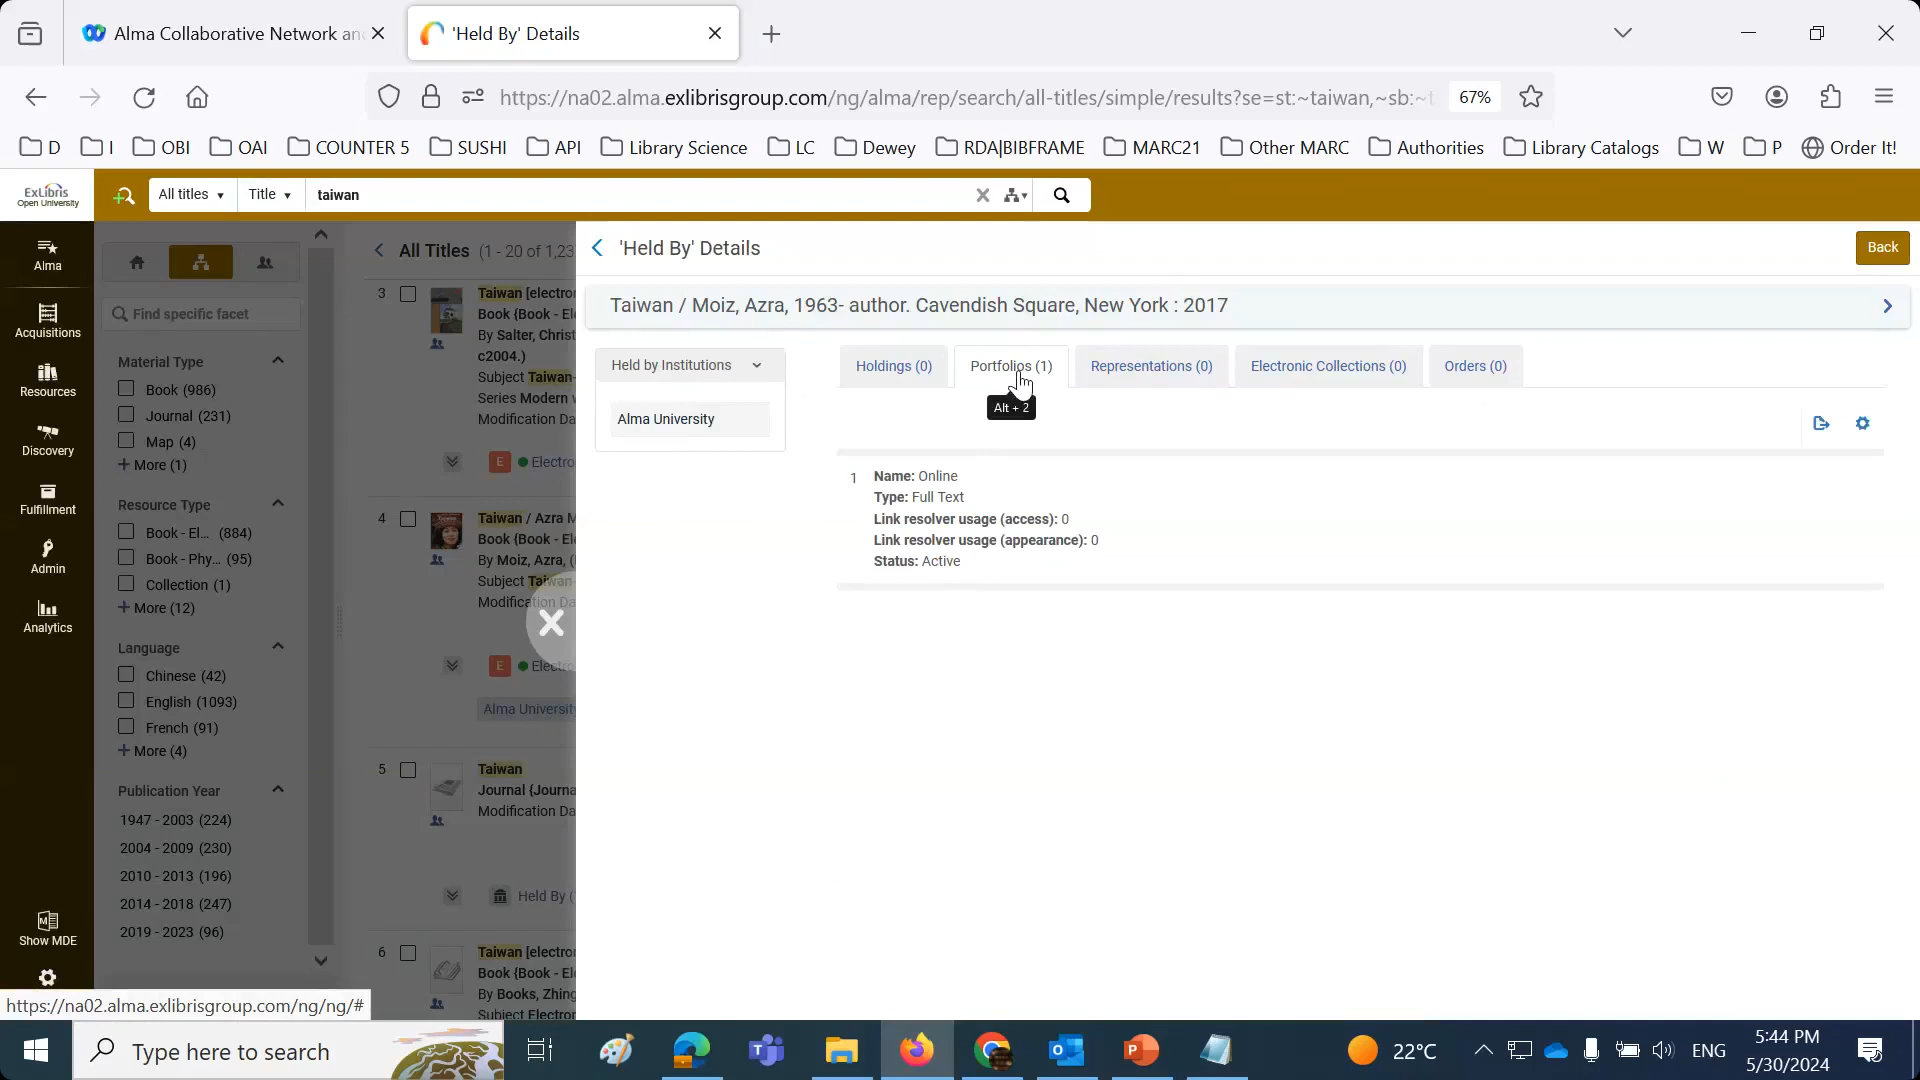 Alma Collaborative Network an
'Held By' Details
https://na02.alma.exlibrisgroup.com/ng/alma/rep/search/all-titles/simple/results?se=st:~taiwan,~sb:~t
67%
D
I
OBI
OAI
COUNTER 5
SUSHI
API
Library Science
LC
Dewey
RDA|BIBFRAME
MARC21
Other MARC
Authorities
Library Catalogs
W
P
Order It!
ExLibris
Open University
All titles
Title
taiwan
Alma
Acquisitions
Resources
Discovery
Fulfillment
Admin
Analytics
Show MDE
Find specific facet
Material Type
Book (986)
Journal (231)
Map (4)
+ More (1)
Resource Type
Book - El... (884)
Book - Phy... (95)
Collection (1)
+ More (12)
Language
Chinese (42)
English (1093)
French (91)
+ More (4)
Publication Year
1947 - 2003 (224)
2004 - 2009 (230)
2010 - 2013 (196)
2014 - 2018 (247)
2019 - 2023 (96)
All Titles (1 - 20 of 1,23
3
Taiwan [electron
Book {Book - Ele
By Salter, Christ
c2004.)
Subject Taiwan-
Series Modern w
Modification Da
E Electro
4
Taiwan / Azra M
Book {Book - Ele
By Moiz, Azra, (
Subject Taiwan-
Modification Da
E Electro
Alma University
5
Taiwan
Journal {Journa
Modification Da
Held By (
6
Taiwan [electron
Book {Book - Ele
By Books, Zhing
Subject Electron
'Held By' Details
Back
Taiwan / Moiz, Azra, 1963- author. Cavendish Square, New York : 2017
Held by Institutions
Alma University
Holdings (0)
Portfolios (1)
Representations (0)
Electronic Collections (0)
Orders (0)
Alt + 2
1
Name: Online
Type: Full Text
Link resolver usage (access): 0
Link resolver usage (appearance): 0
Status: Active
https://na02.alma.exlibrisgroup.com/ng/ng/#
Type here to search
22°C
ENG
5:44 PM
5/30/2024